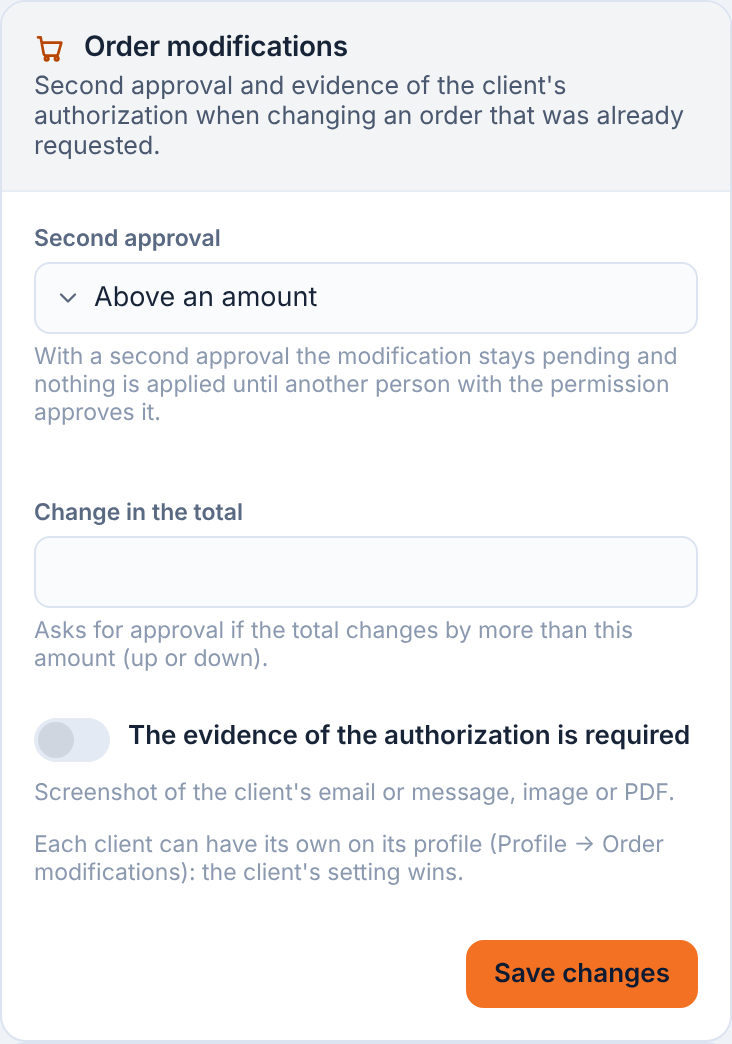 Order modifications
Second approval and evidence of the client's
authorization when changing an order that was already
requested.
Second approval
Above an amount
With a second approval the modification stays pending and
nothing is applied until another person with the permission
approves it.
Change in the total
Asks for approval if the total changes by more than this
amount (up or down).
The evidence of the authorization is required
Screenshot of the client's email or message, image or PDF.
Each client can have its own on its profile (Profile → Order
modifications): the client's setting wins.
Save changes